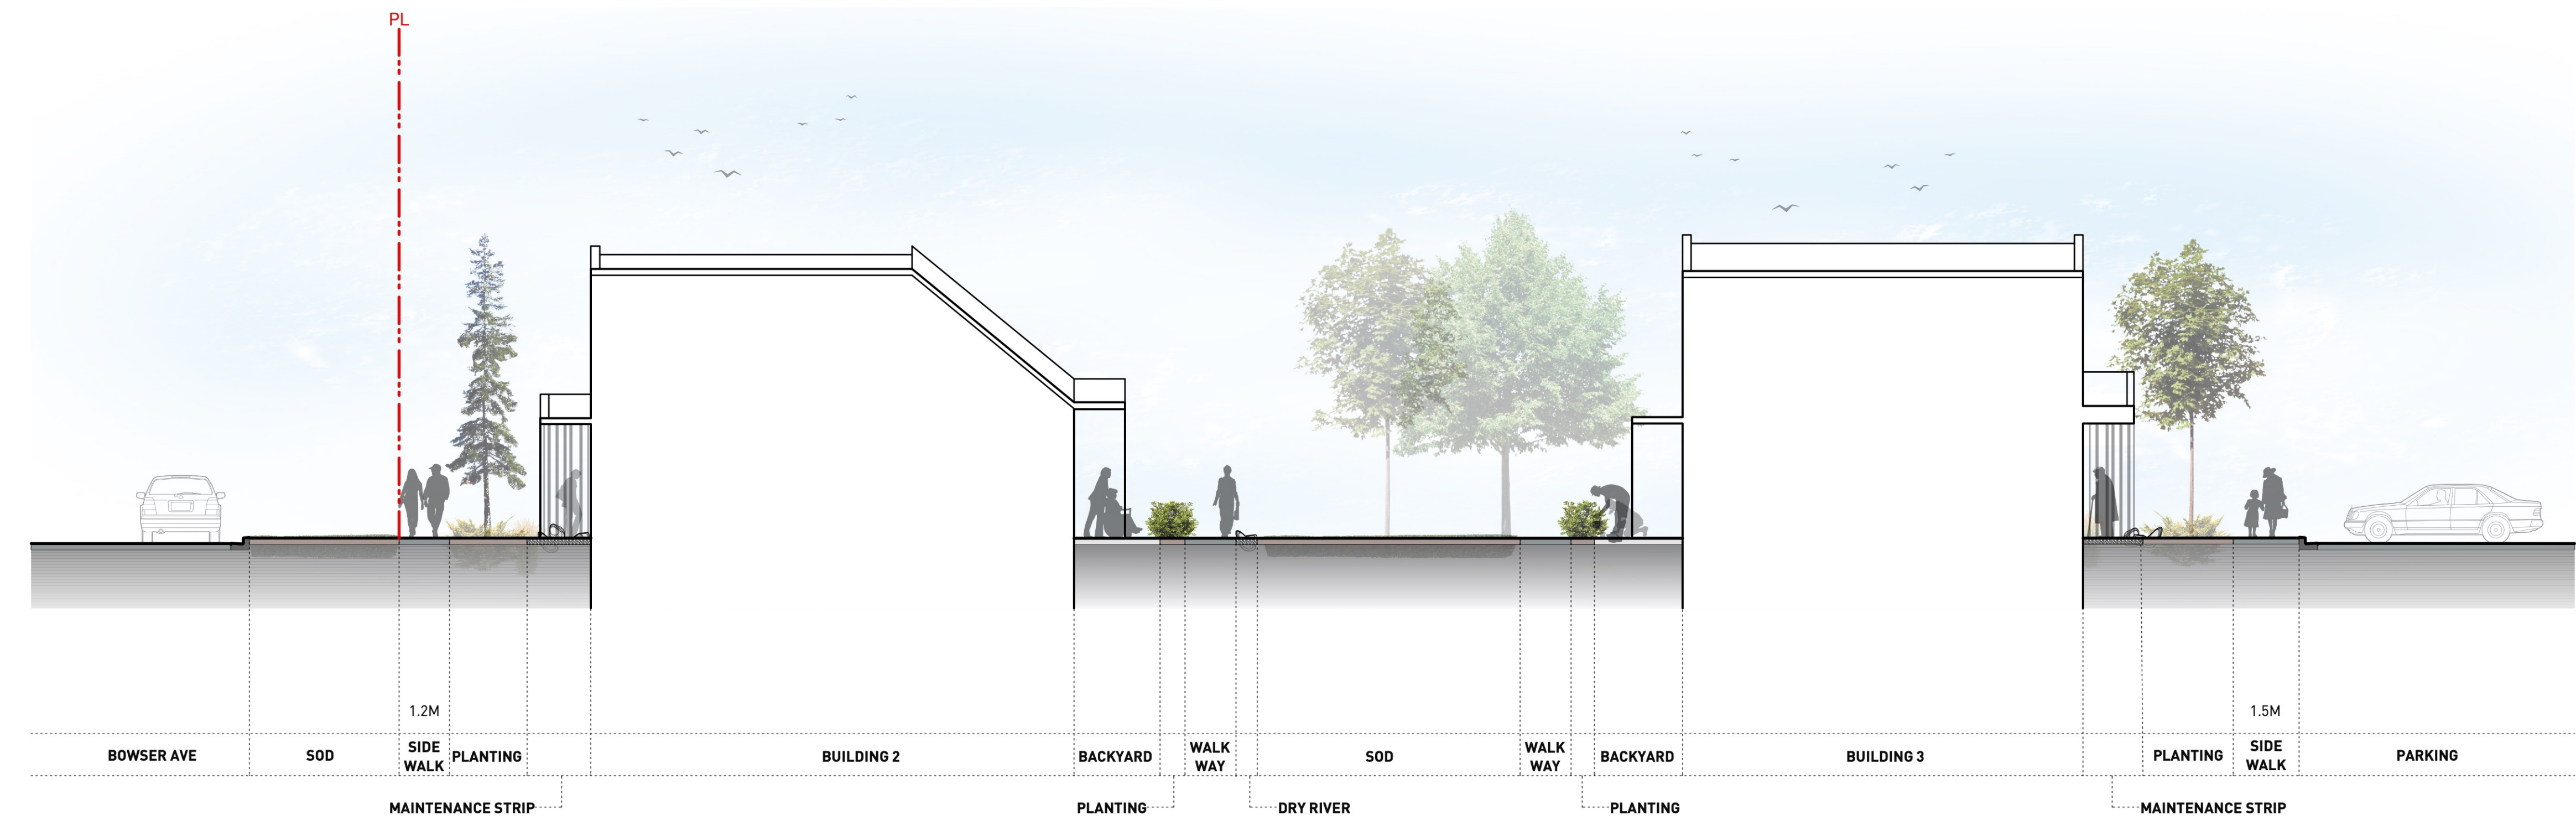 PL
1.2M
1.5M
BOWSER AVE
SOD
SIDE
WALK
PLANTING
BUILDING 2
BACKYARD
WALK
WAY
SOD
WALK
WAY
BACKYARD
BUILDING 3
PLANTING
SIDE
WALK
PARKING
MAINTENANCE STRIP
PLANTING
DRY RIVER
PLANTING
MAINTENANCE STRIP